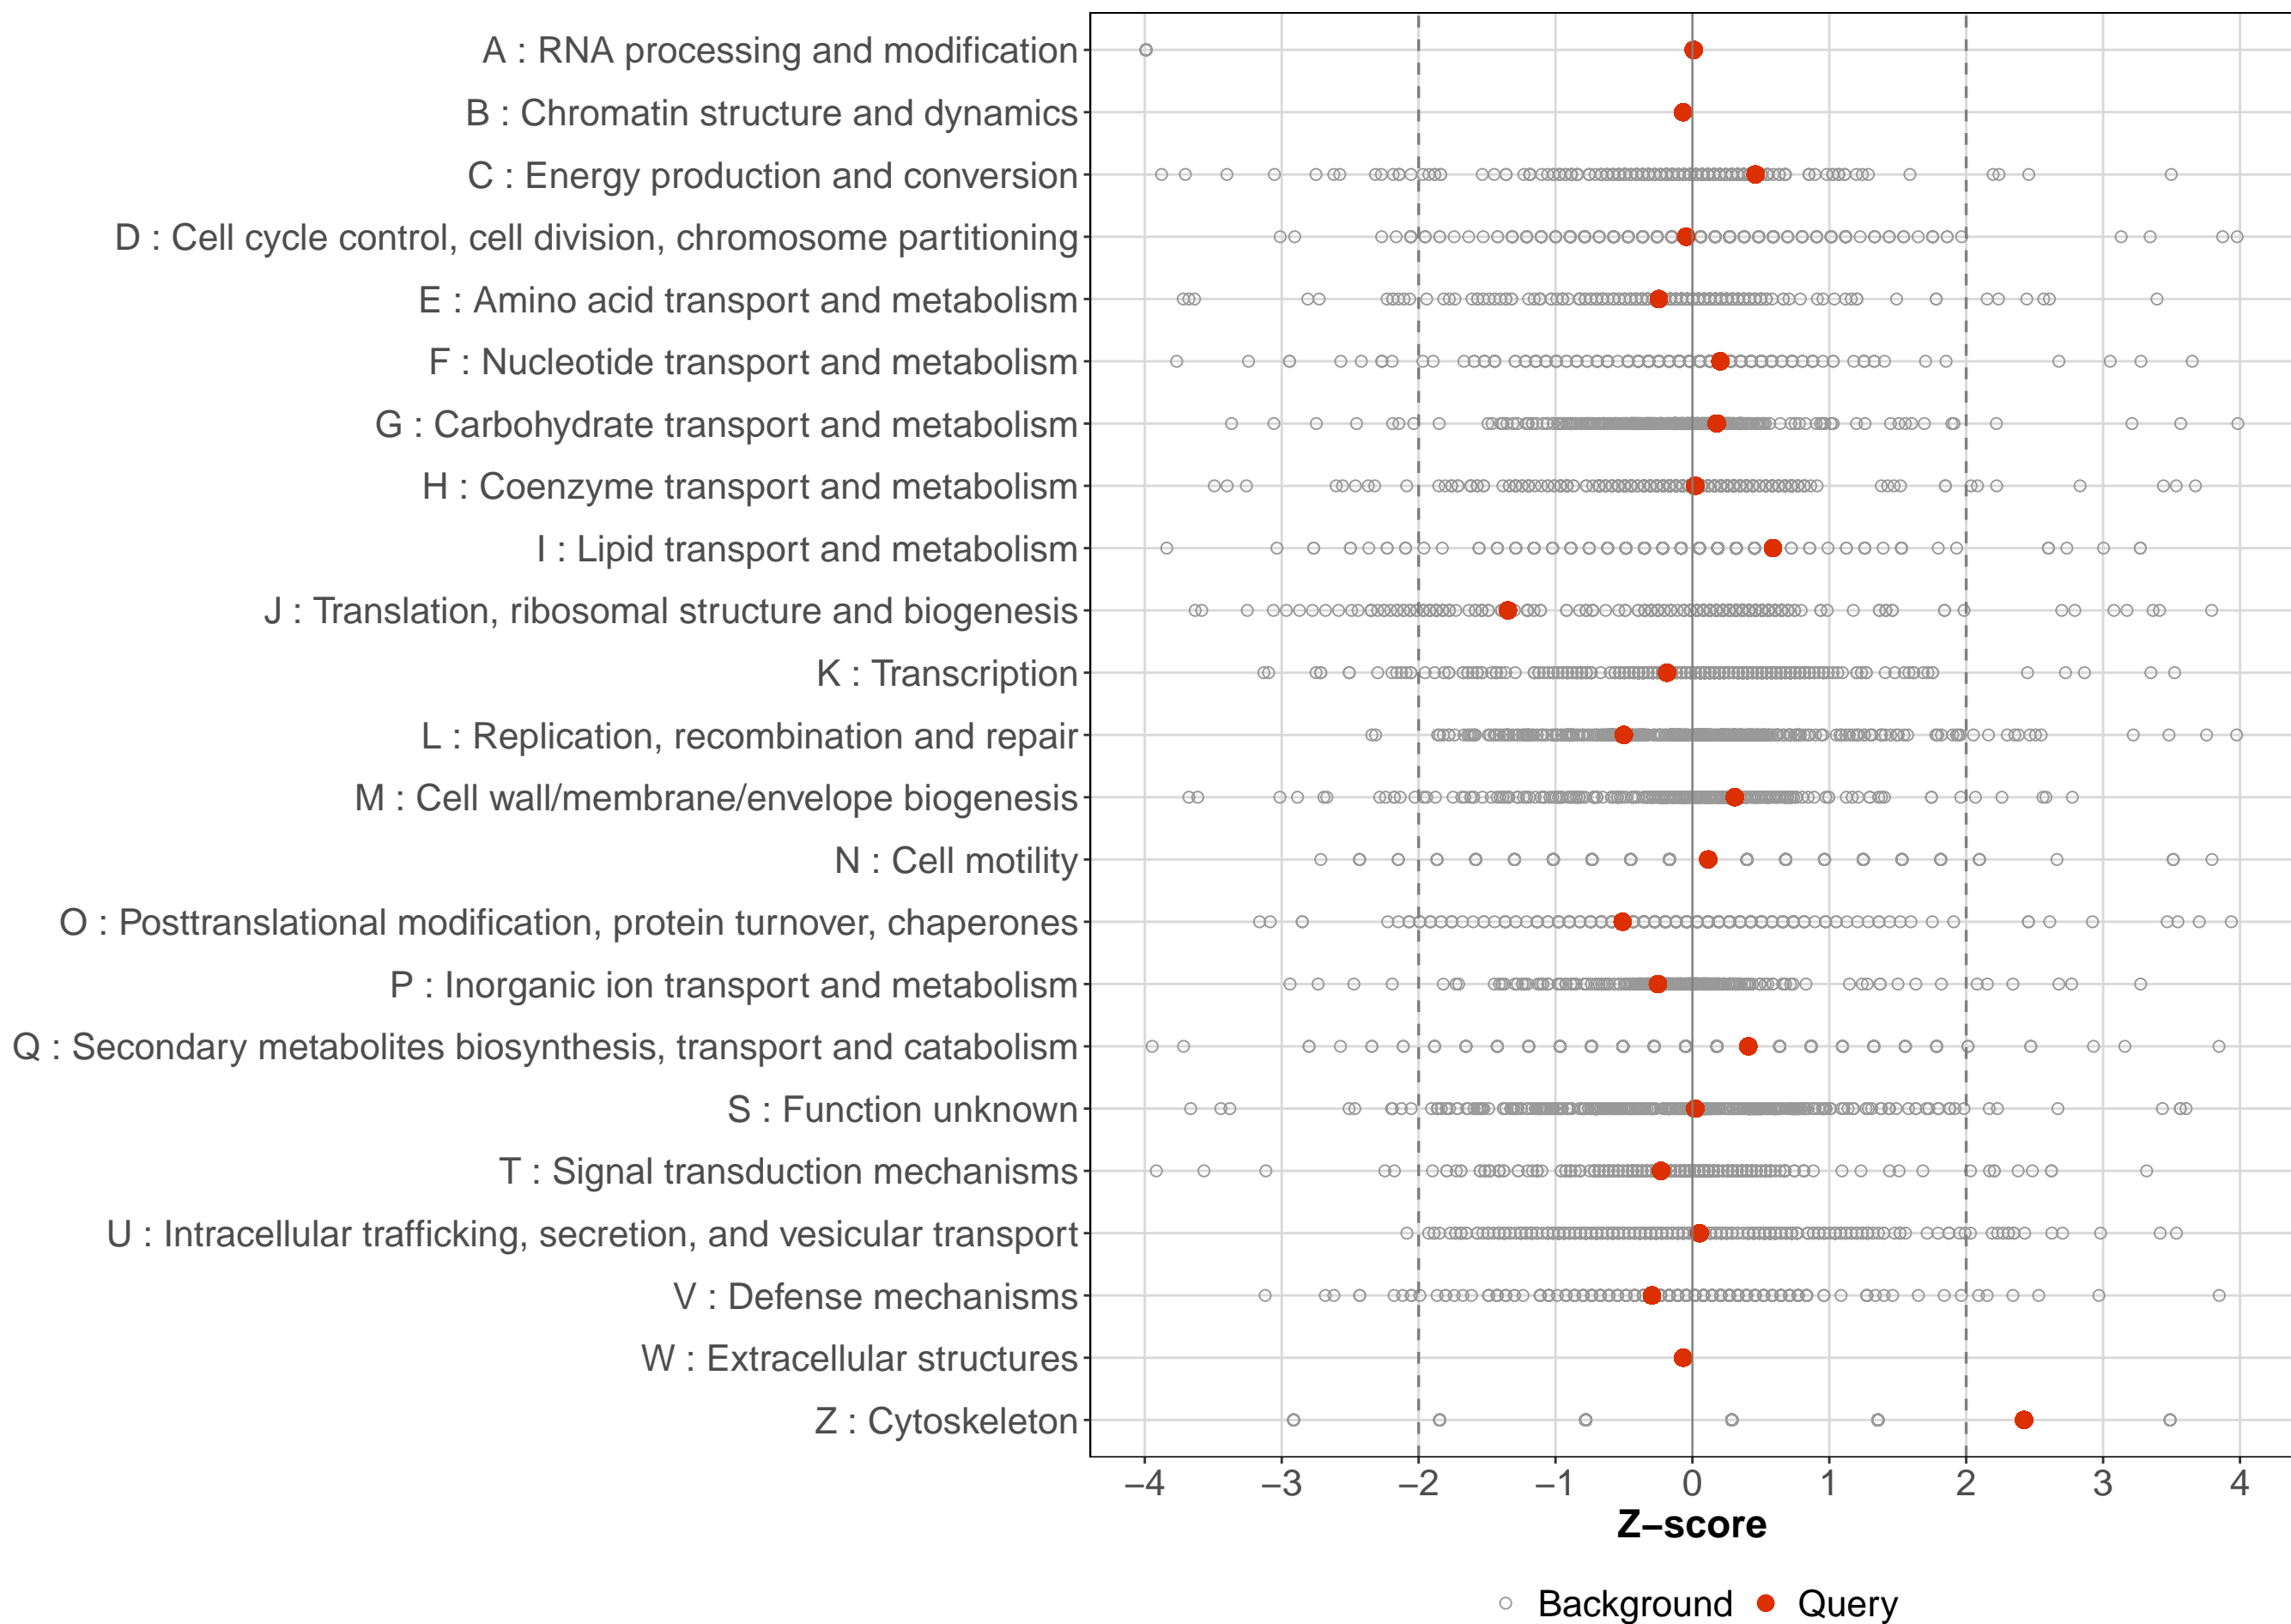 A : RNA processing and modification
B : Chromatin structure and dynamics
C : Energy production and conversion
D : Cell cycle control, cell division, chromosome partitioning
E : Amino acid transport and metabolism
F : Nucleotide transport and metabolism
G : Carbohydrate transport and metabolism
H : Coenzyme transport and metabolism
I : Lipid transport and metabolism
J : Translation, ribosomal structure and biogenesis
K : Transcription
L : Replication, recombination and repair
M : Cell wall/membrane/envelope biogenesis
N : Cell motility
O : Posttranslational modification, protein turnover, chaperones
P : Inorganic ion transport and metabolism
Q : Secondary metabolites biosynthesis, transport and catabolism
S : Function unknown
T : Signal transduction mechanisms
U : Intracellular trafficking, secretion, and vesicular transport
V : Defense mechanisms
W : Extracellular structures
Z : Cytoskeleton
−4 −3 −2 −1 0 1 2 3 4
Z−score
Background Query